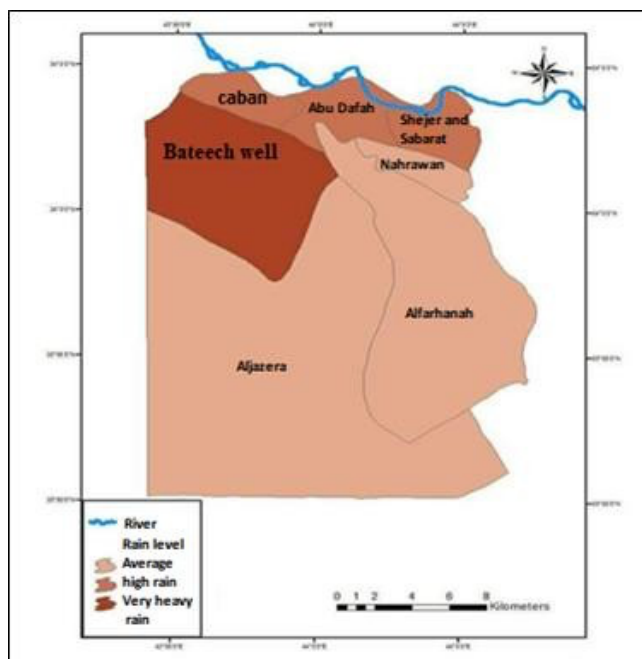 caban
Abu Dafah
Shejer and
Sabarat
Bateech well
Nahrawan
Alfarhanah
Aljazera
River
Rain level
Average
high rain
Very heavy
rain
0 1 2 4 6 8
Kilometers